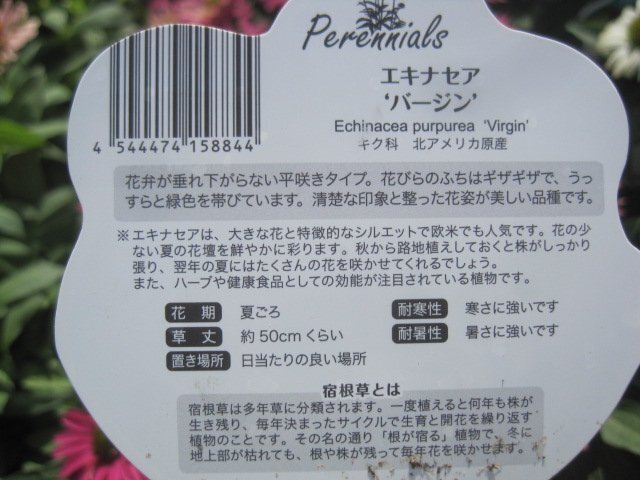 Perennials
エキナセア
‘バージン’
Echinacea purpurea ‘Virgin’
キク科 北アメリカ原産
4 544474 158844
花弁が垂れ下がらない平咲きタイプ。花びらのふちはギザギザで、うっ
すらと緑色を帯びています。清楚な印象と整った花姿が美しい品種です。
※エキナセアは、大きな花と特徴的なシルエットで欧米でも人気です。花の少
ない夏の花壇を鮮やかに彩ります。秋から路地植えしておくと株がしっかり
張り、翌年の夏にはたくさんの花を咲かせてくれるでしょう。
また、ハーブや健康食品としての効能が注目されている植物です。
花期 夏ごろ 耐寒性 寒さに強いです
草丈 約50cmくらい 耐暑性 暑さに強いです
置き場所 日当たりの良い場所
宿根草とは
宿根草は多年草に分類されます。一度植えると何年も株が
生き残り、毎年決まったサイクルで生育と開花を繰り返す
植物のことです。その名の通り「根が宿る」植物で、冬に
地上部が枯れても、根や株が残って毎年花を咲かせます。